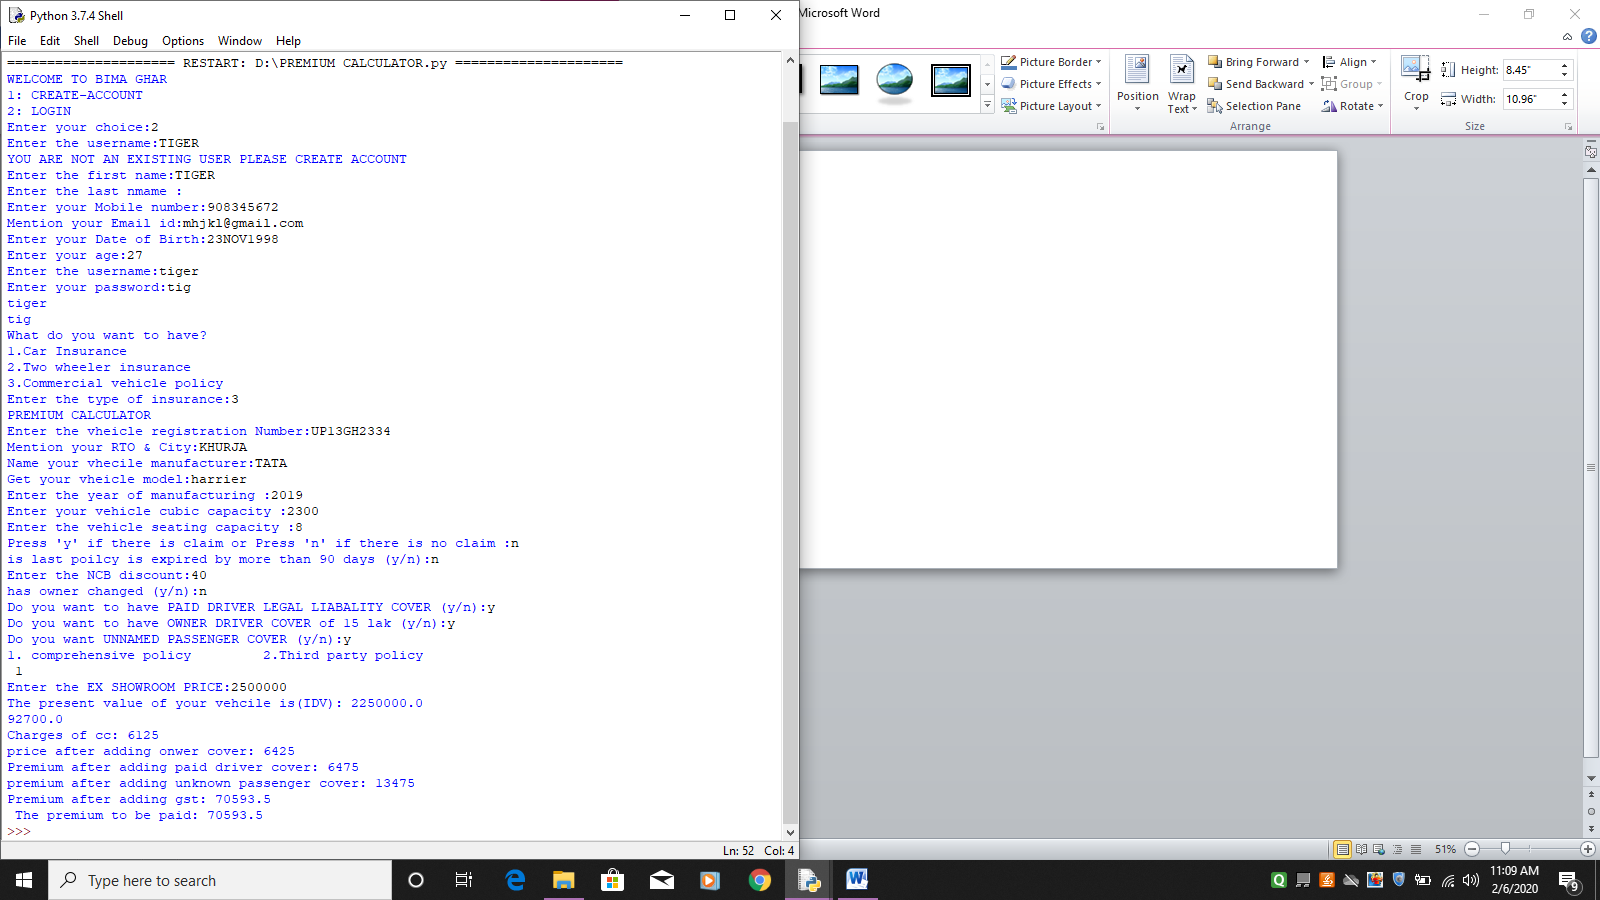 Python 3.7.4 Shell
File Edit Shell Debug Options Window Help
===================== RESTART: D:\PREMIUM CALCULATOR.py =====================
WELCOME TO BIMA GHAR
1: CREATE-ACCOUNT
2: LOGIN
Enter your choice:2
Enter the username:TIGER
YOU ARE NOT AN EXISTING USER PLEASE CREATE ACCOUNT
Enter the first name:TIGER
Enter the last nmame :
Enter your Mobile number:908345672
Mention your Email id:mhjkl@gmail.com
Enter your Date of Birth:23NOV1998
Enter your age:27
Enter the username:tiger
Enter your password:tig
tiger
tig
What do you want to have?
1.Car Insurance
2.Two wheeler insurance
3.Commercial vehicle policy
Enter the type of insurance:3
PREMIUM CALCULATOR
Enter the vheicle registration Number:UP13GH2334
Mention your RTO & City:KHURJA
Name your vhecile manufacturer:TATA
Get your vheicle model:harrier
Enter the year of manufacturing :2019
Enter your vehicle cubic capacity :2300
Enter the vehicle seating capacity :8
Press 'y' if there is claim or Press 'n' if there is no claim :n
is last poilcy is expired by more than 90 days (y/n):n
Enter the NCB discount:40
has owner changed (y/n):n
Do you want to have PAID DRIVER LEGAL LIABALITY COVER (y/n):y
Do you want to have OWNER DRIVER COVER of 15 lak (y/n):y
Do you want UNNAMED PASSENGER COVER (y/n):y
1. comprehensive policy 2.Third party policy
1
Enter the EX SHOWROOM PRICE:2500000
The present value of your vehcile is(IDV): 2250000.0
92700.0
Charges of cc: 6125
price after adding onwer cover: 6425
Premium after adding paid driver cover: 6475
premium after adding unknown passenger cover: 13475
Premium after adding gst: 70593.5
The premium to be paid: 70593.5
>>>
Ln: 52 Col: 4
Microsoft Word
Picture Border
Picture Effects
Picture Layout
Position
Wrap Text
Bring Forward
Send Backward
Selection Pane
Align
Group
Rotate
Arrange
Crop
Height: 8.45"
Width: 10.96"
Size
51%
Type here to search
11:09 AM
2/6/2020
9